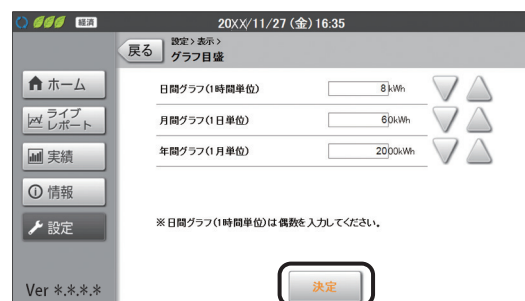 経済 20XX/11/27 (金) 16:35
戻る 設定＞表示＞
グラフ目盛
ホーム
ライブ
レポート
実績
情報
設定
Ver *.*.*.*
日間グラフ(1時間単位) 8kWh
月間グラフ(1日単位) 60kWh
年間グラフ(1月単位) 2000kWh
※日間グラフ(1時間単位)は偶数を入力してください。
決定